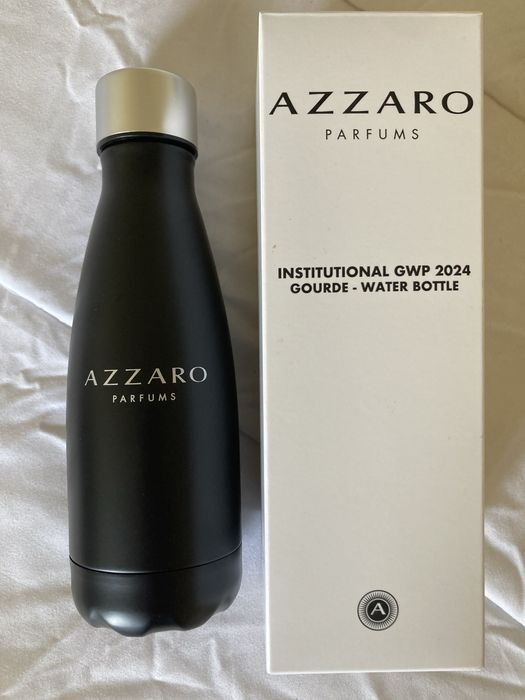 AZZARO
PARFUMS
AZZARO
PARFUMS
INSTITUTIONAL GWP 2024
GOURDE - WATER BOTTLE
A